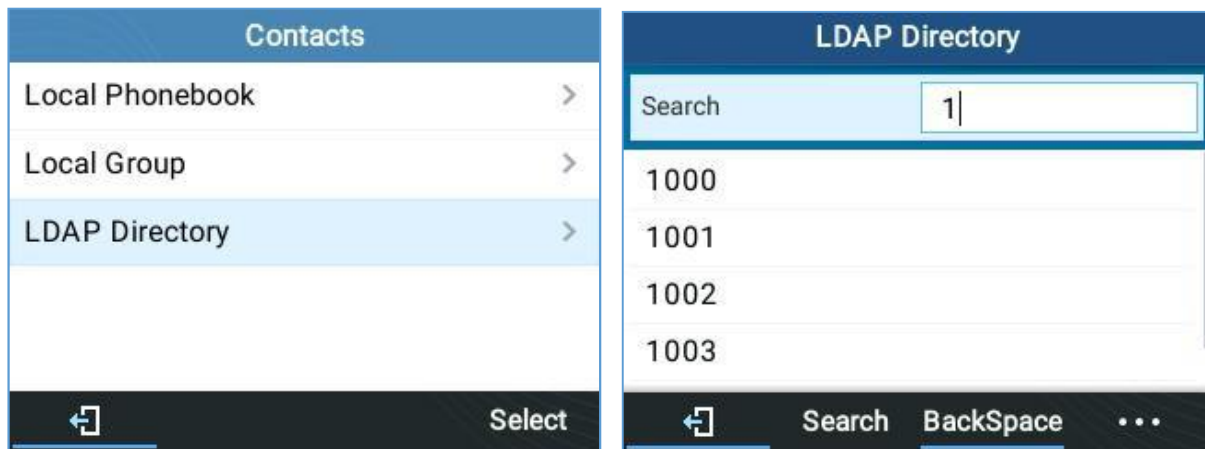 Contacts
Local Phonebook
Local Group
LDAP Directory
Select
LDAP Directory
Search 1
1000
1001
1002
1003
Search BackSpace ...